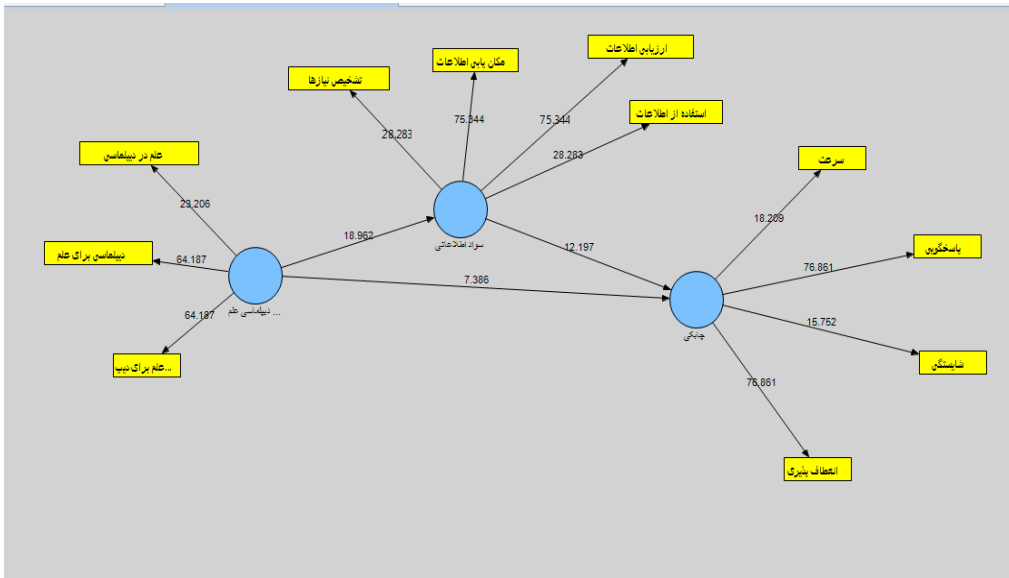 ارزیابی اطلاعات
مکان یابی اطلاعات
تشخیص نیازها
استفاده از اطلاعات
75.344
75.344
28.283
28.283
علم در دیپلماسی
سرعت
23.206
18.209
18.962
سواد اطلاعاتی
12.197
دیپلماسی برای علم
64.187
پاسخگویی
76.861
7.386
دیپلماسی علم ...
64.187
15.752
چابکی
علم برای دیپ...
شایستگی
76.861
انعطاف پذیری